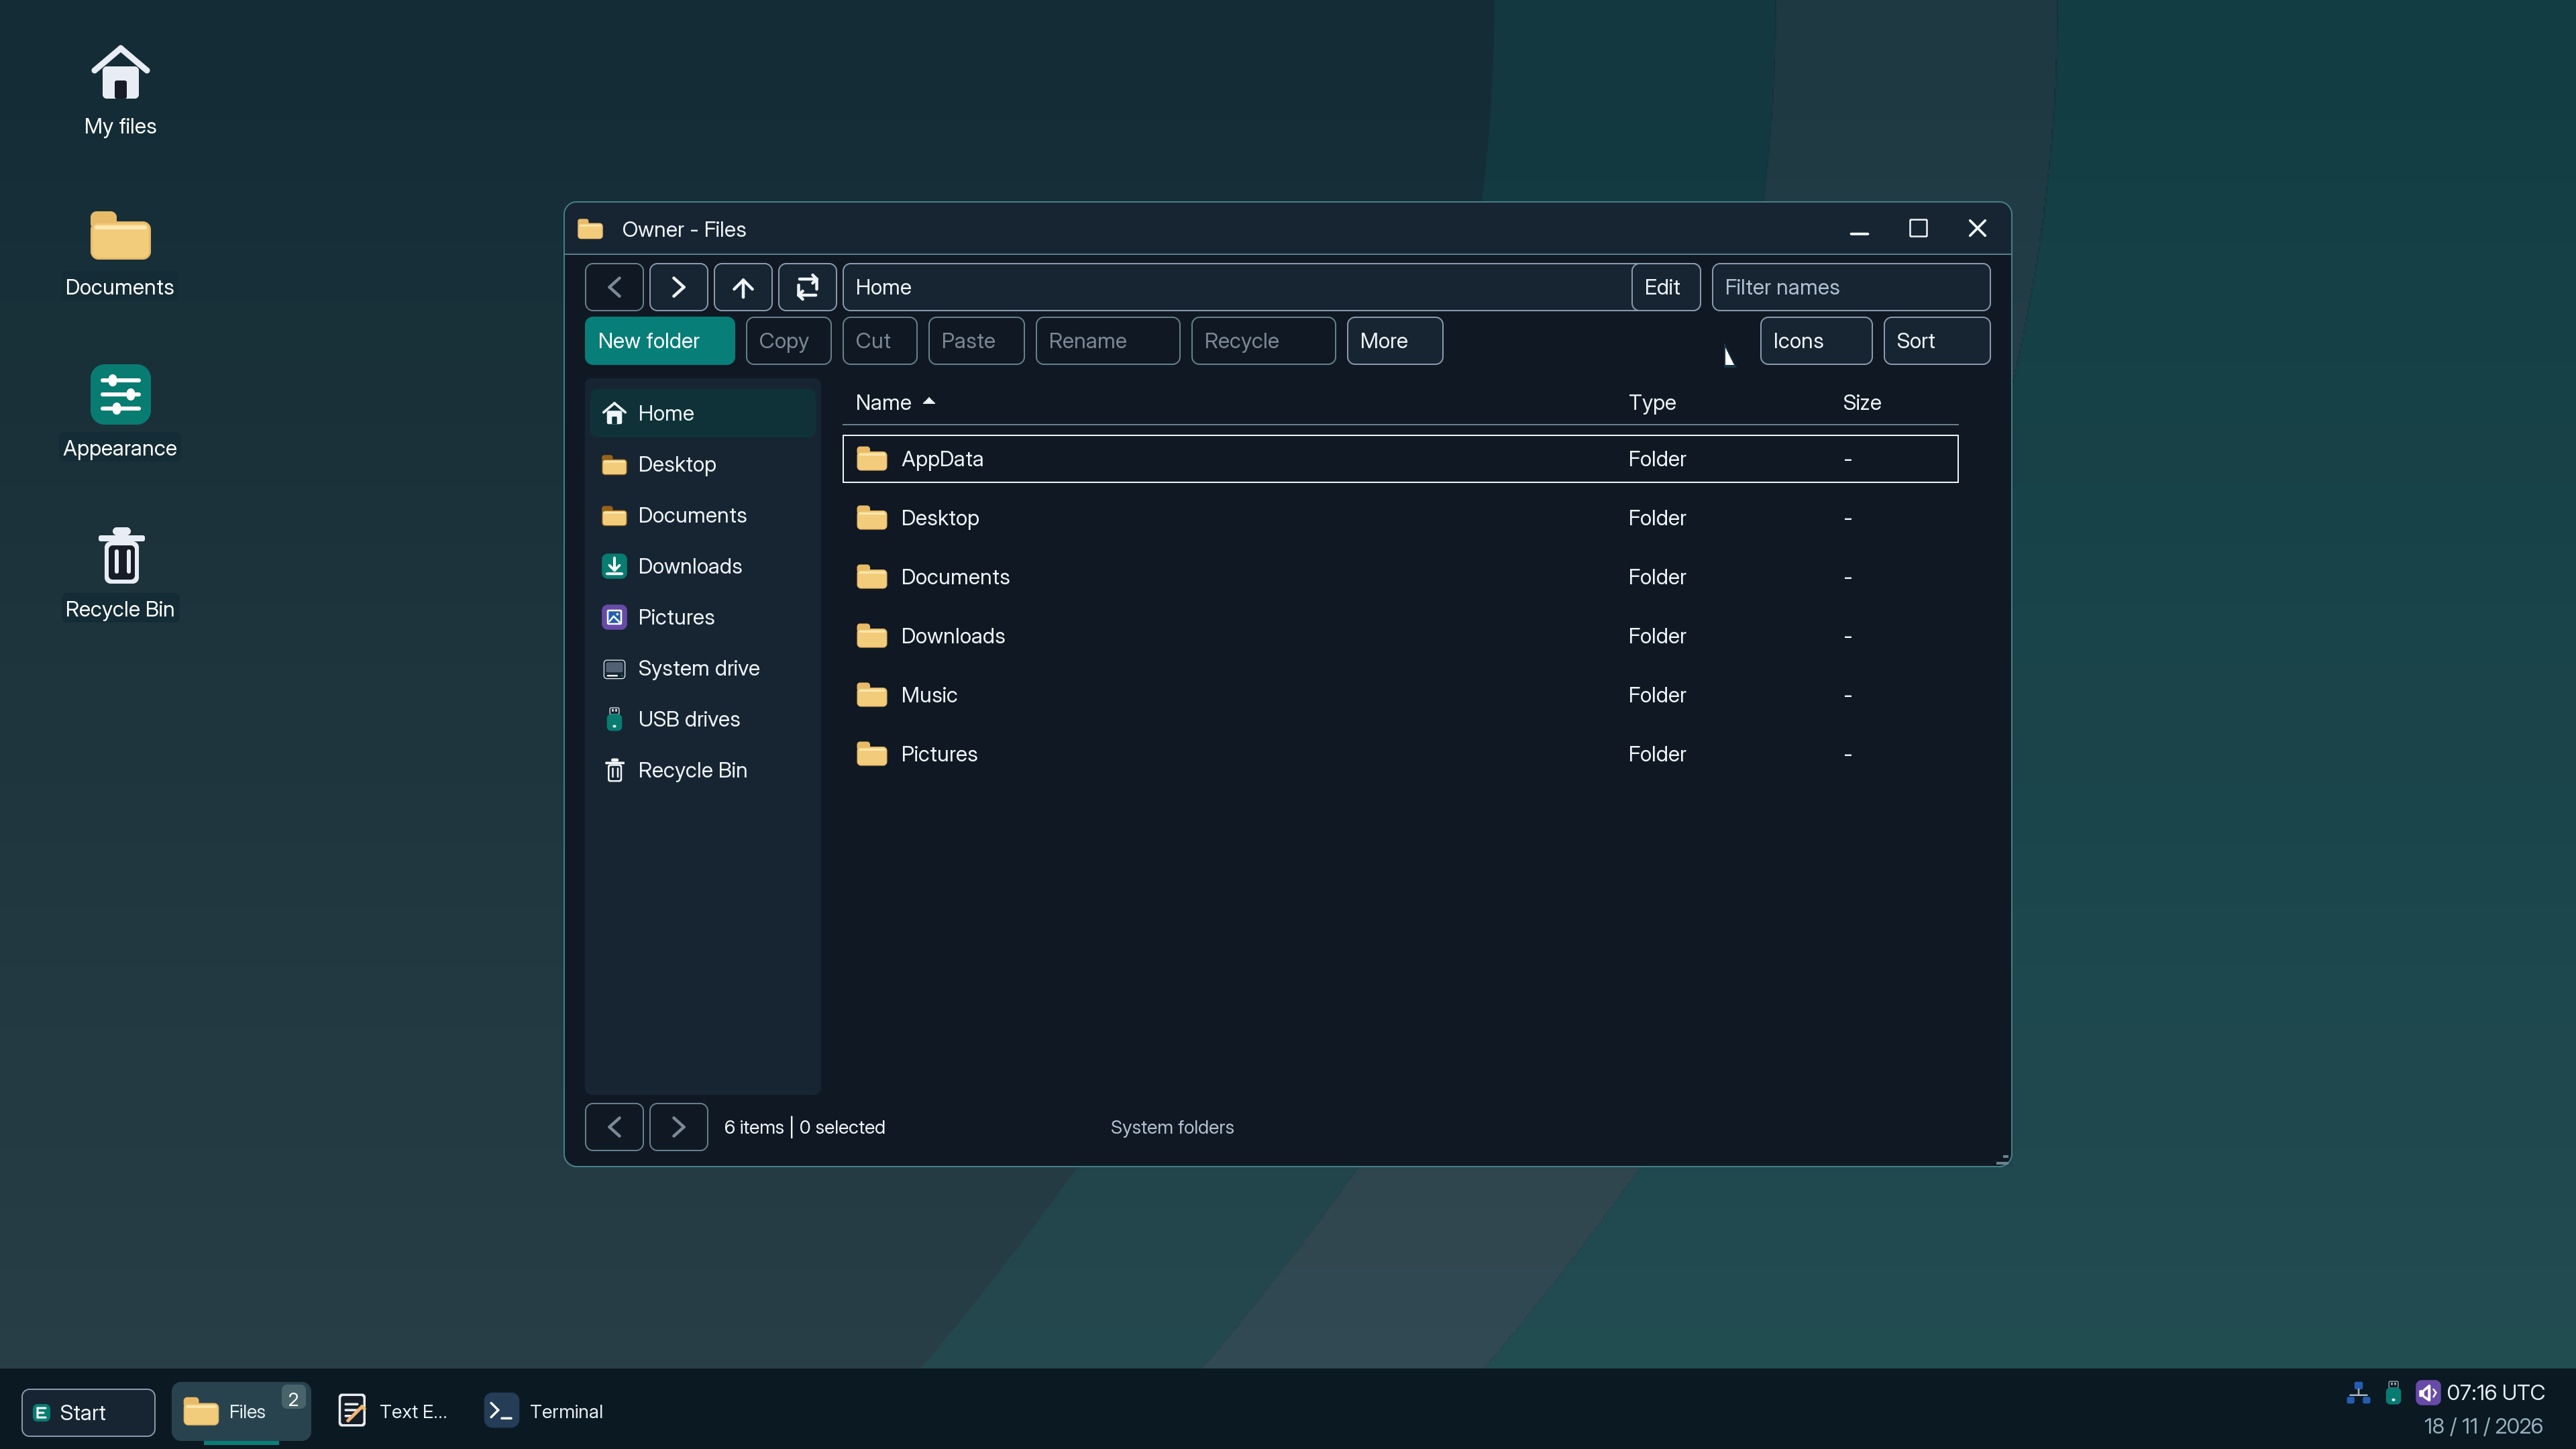 My files
Documents
Appearance
Recycle Bin
Owner - Files
Home
Edit
Filter names
New folder
Copy
Cut
Paste
Rename
Recycle
More
Icons
Sort
Home
Desktop
Documents
Downloads
Pictures
System drive
USB drives
Recycle Bin
Name Type Size
AppData Folder -
Desktop Folder -
Documents Folder -
Downloads Folder -
Music Folder -
Pictures Folder -
6 items | 0 selected
System folders
E Start
Files 2
Text E...
Terminal
07:16 UTC
18 / 11 / 2026